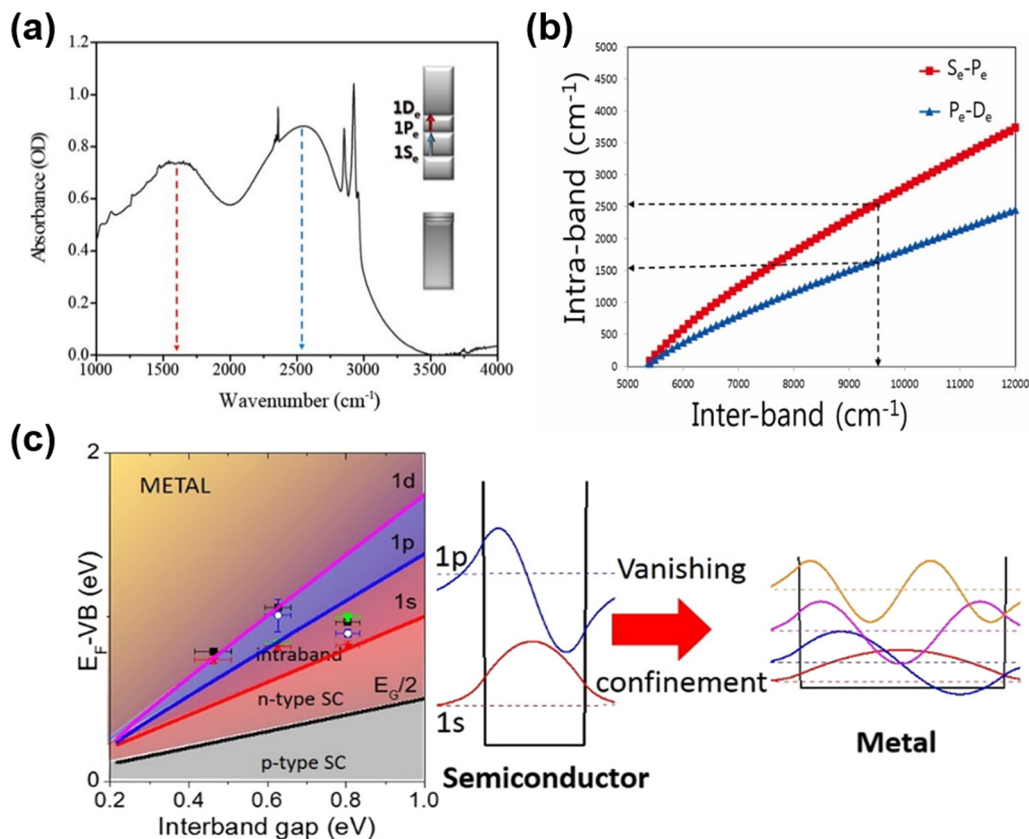 (a)
Absorbance (OD)
1.2
1.0
0.8
0.6
0.4
0.2
0.0
1000 1500 2000 2500 3000 3500 4000
Wavenumber (cm-1)
1De
1Pe
1Se
(b)
Intra-band (cm-1)
5000
4500
4000
3500
3000
2500
2000
1500
1000
500
0
5000 6000 7000 8000 9000 10000 11000 12000
Inter-band (cm-1)
Se-Pe
Pe-De
(c)
EF-VB (eV)
2
1
0
0.2 0.4 0.6 0.8 1.0
Interband gap (eV)
METAL
1d
1p
1s
intraband
n-type SC
EG/2
p-type SC
1p
1s
Semiconductor
Vanishing
confinement
Metal